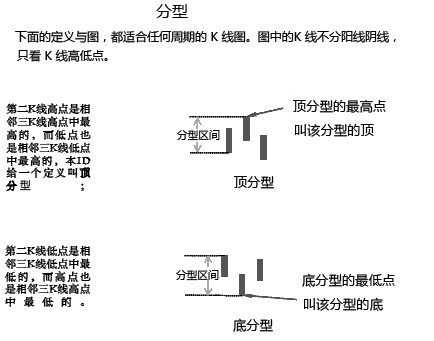 分型
下面的定义与图，都适合任何周期的 K 线图。图中的K 线不分阳线阴线，
只看 K 线高低点。
第二K线高点是相
邻三K线高点中最
高的，而低点也
是相邻三K线低点
中最高的，本ID
给一个定义叫顶
分型；
分型区间
顶分型的最高点
叫该分型的顶
顶分型
第二K线低点是相
邻三K线低点中最
低的，而高点也
是相邻三K线高点
中最低的。
分型区间
底分型的最低点
叫该分型的底
底分型